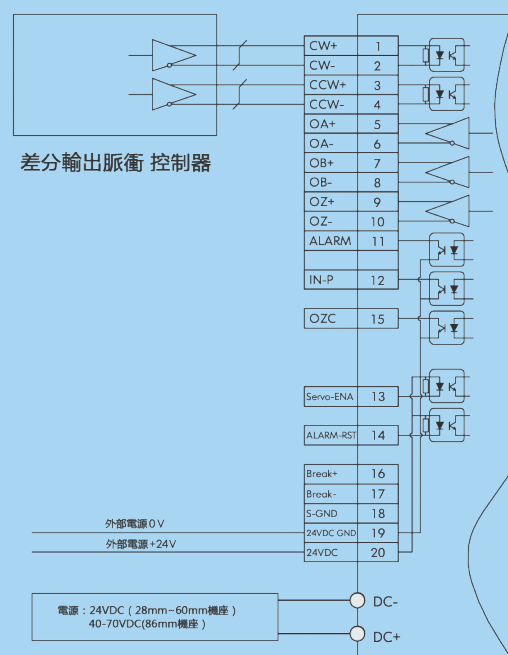 CW+ 1
CW- 2
CCW+ 3
CCW- 4
OA+ 5
OA- 6
差分輸出脈衝 控制器
OB+ 7
OB- 8
OZ+ 9
OZ- 10
ALARM 11
IN-P 12
OZC 15
Servo-ENA 13
ALARM-RST 14
Break+ 16
Break- 17
S-GND 18
外部電源0V
24VDC GND 19
外部電源+24V
24VDC 20
電源：24VDC（28mm~60mm機座）
40-70VDC(86mm機座）
DC-
DC+